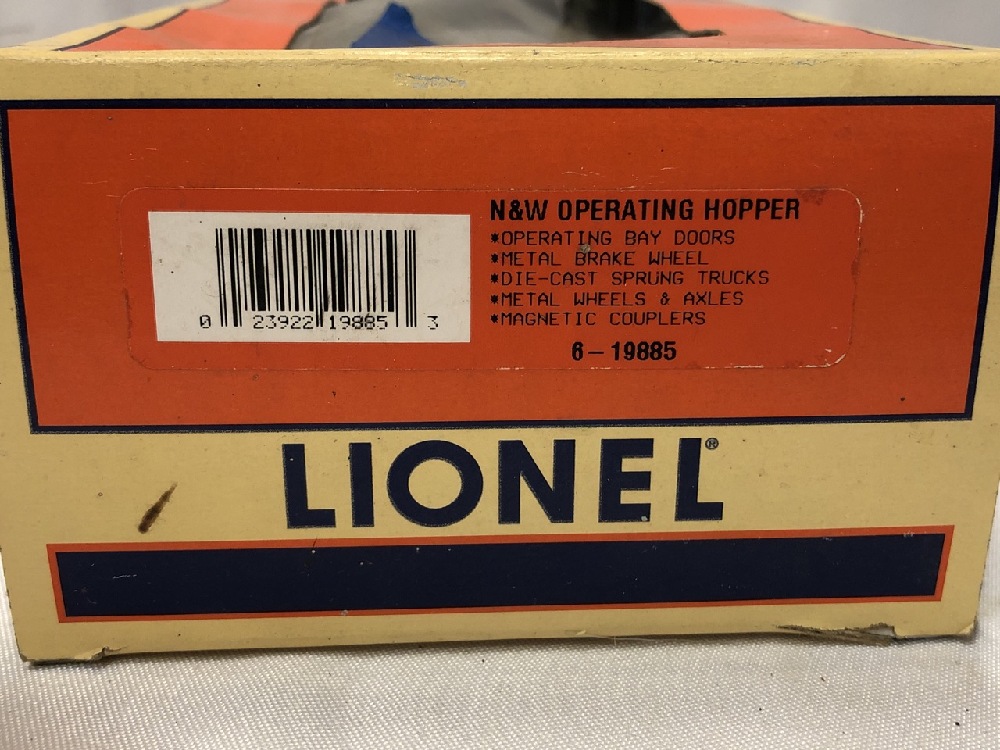 N&W OPERATING HOPPER
*OPERATING BAY DOORS
*METAL BRAKE WHEEL
*DIE-CAST SPRUNG TRUCKS
*METAL WHEELS & AXLES
*MAGNETIC COUPLERS
6-19885
0 23922 19885 3
LIONEL®